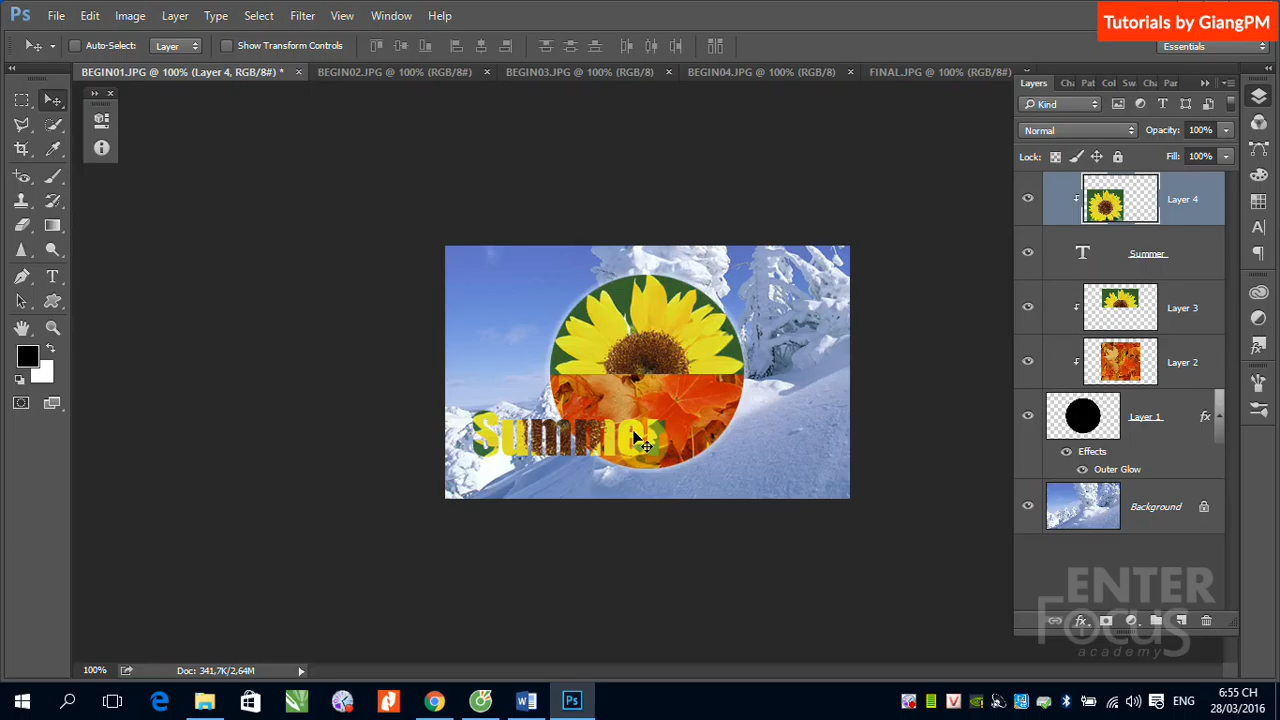 Ps File Edit Image Layer Type Select Filter View Window Help
Tutorials by GiangPM
Auto-Select: Layer Show Transform Controls
Essentials
BEGIN01.JPG @ 100% (Layer 4, RGB/8#) * × BEGIN02.JPG @ 100% (RGB/8#) × BEGIN03.JPG @ 100% (RGB/8) × BEGIN04.JPG @ 100% (RGB/8) × FINAL.JPG @ 100% (RGB/8#) ×
Layers Cha Pat Col Sw Cha Par
Kind
Normal Opacity: 100%
Lock: Fill: 100%
Layer 4
T Summer
Layer 3
Layer 2
Layer 1 fx
Effects
Outer Glow
Background
Summer
ENTER
FOCUS
academy
100% Doc: 341,7K/2,64M
ENG
6:55 CH
28/03/2016